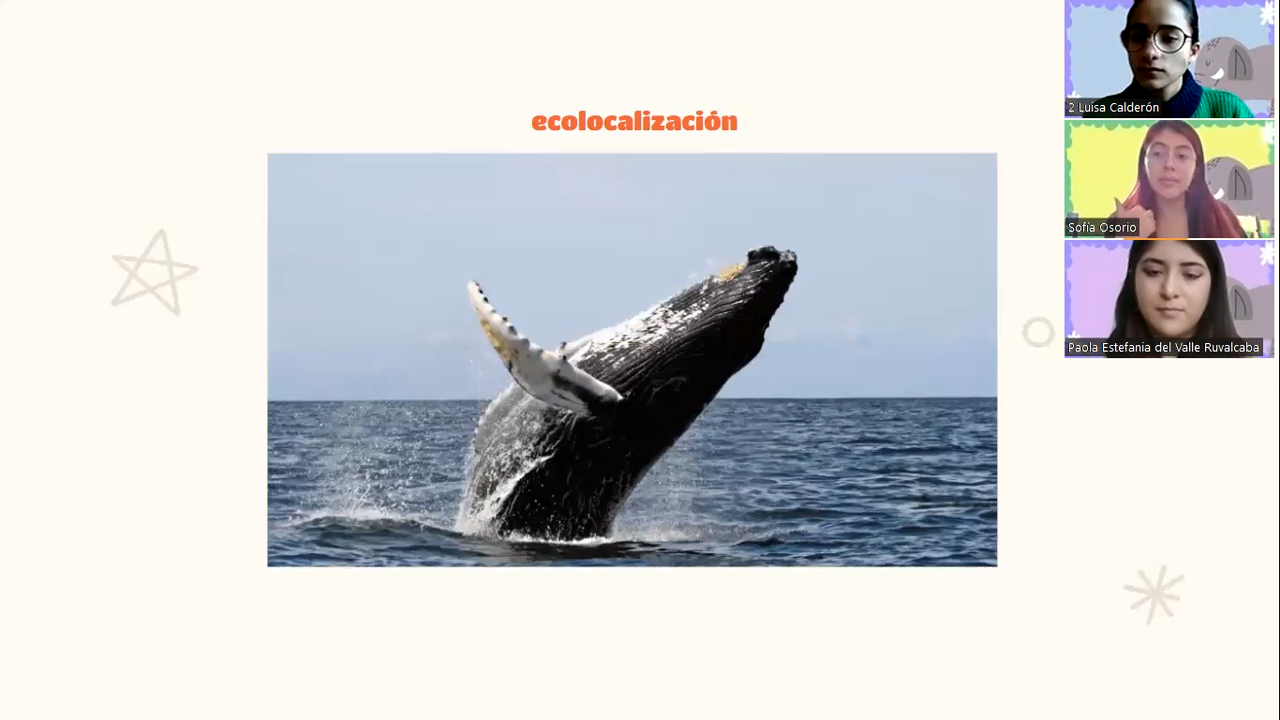 ecolocalización
2 Luisa Calderón
Sofía Osorio
Paola Estefania del Valle Ruvalcaba